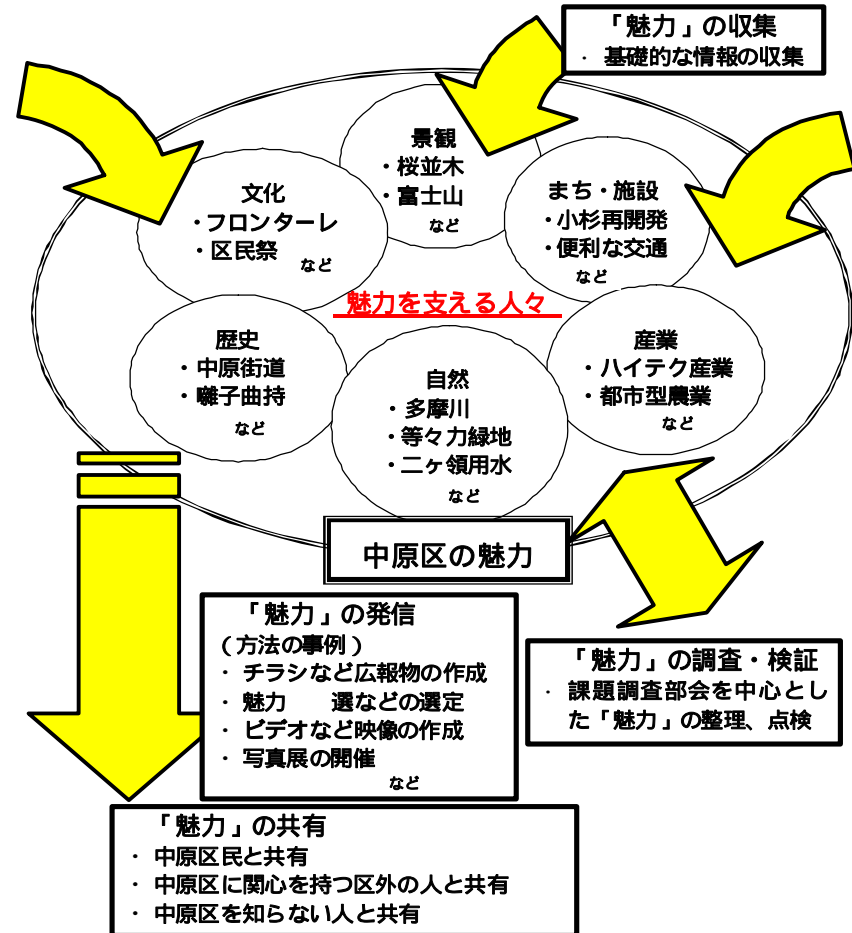 「魅力」の収集
・ 基礎的な情報の収集
景観
・桜並木
・富士山
など
文化
・フロンターレ
・区民祭
など
まち・施設
・小杉再開発
・便利な交通
など
魅力を支える人々
歴史
・中原街道
・囃子曲持
など
自然
・多摩川
・等々力緑地
・二ヶ領用水
など
産業
・ハイテク産業
・都市型農業
など
中原区の魅力
「魅力」の発信
（方法の事例）
・ チラシなど広報物の作成
・ 魅力　　選などの選定
・ ビデオなど映像の作成
・ 写真展の開催
など
「魅力」の調査・検証
・ 課題調査部会を中心とし
た「魅力」の整理、点検
「魅力」の共有
・ 中原区民と共有
・ 中原区に関心を持つ区外の人と共有
・ 中原区を知らない人と共有